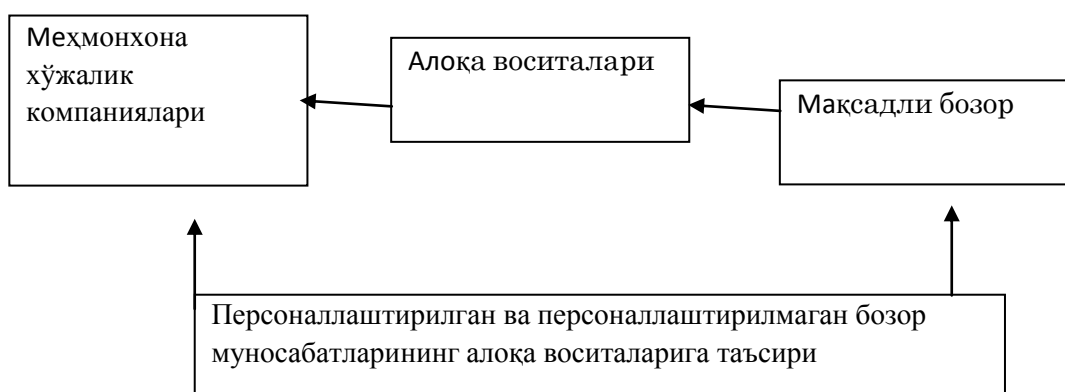 Меҳмонхона
хўжалик
компаниялари
Алоқа воситалари
Мақсадли бозор
Персоналлаштирилган ва персоналлаштирилмаган бозор
муносабатларининг алоқа воситаларига таъсири